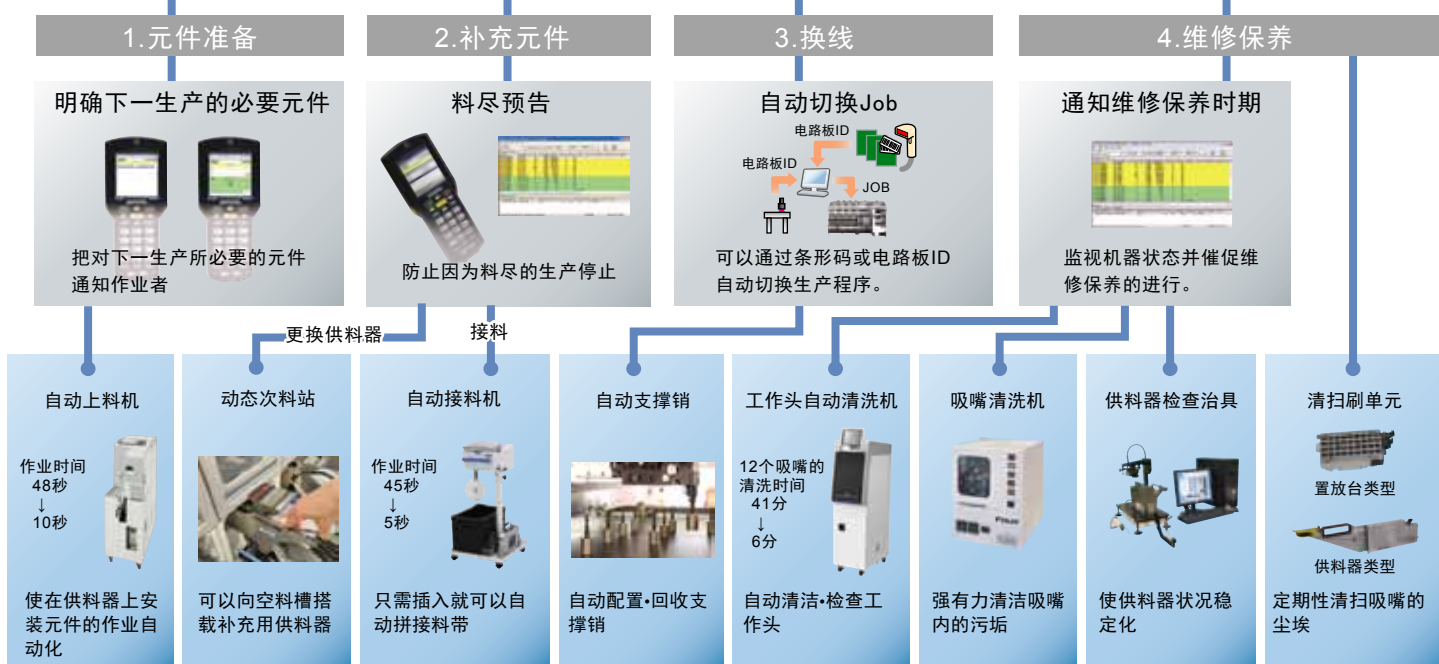 1.元件准备
2.补充元件
3.换线
4.维修保养
明确下一生产的必要元件
把对下一生产所必要的元件
通知作业者
料尽预告
防止因为料尽的生产停止
自动切换Job
电路板ID
电路板ID
JOB
可以通过条形码或电路板ID
自动切换生产程序。
通知维修保养时期
监视机器状态并催促维
修保养的进行。
更换供料器
接料
自动上料机
作业时间
48秒
↓
10秒
使在供料器上安
装元件的作业自
动化
动态次料站
可以向空料槽搭
载补充用供料器
自动接料机
作业时间
45秒
↓
5秒
只需插入就可以自
动拼接料带
自动支撑销
自动配置•回收支
撑销
工作头自动清洗机
12个吸嘴的
清洗时间
41分
↓
6分
自动清洁•检查工
作头
吸嘴清洗机
强有力清洁吸嘴
内的污垢
供料器检查治具
使供料器状况稳
定化
清扫刷单元
置放台类型
供料器类型
定期性清扫吸嘴的
尘埃